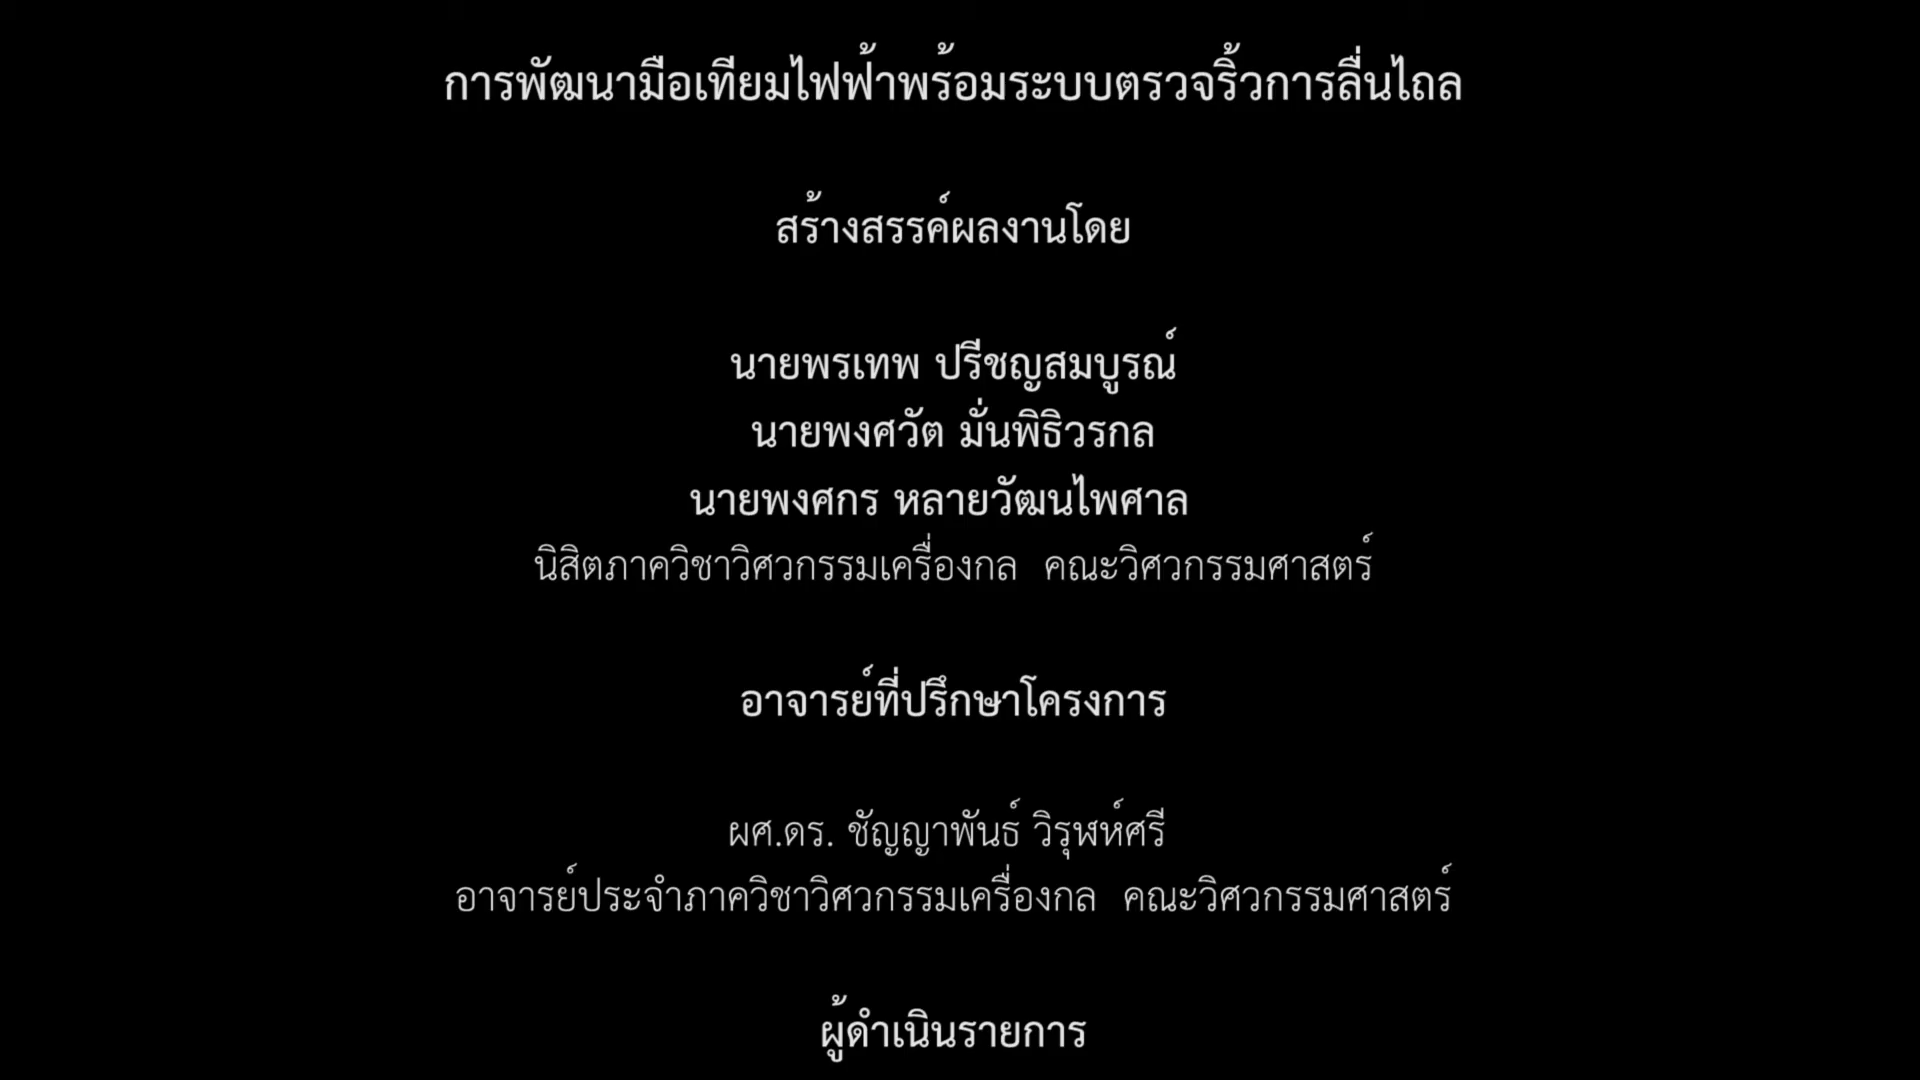 การพัฒนามือเทียมไฟฟ้าพร้อมระบบตรวจริ้วการลื่นไถล
สร้างสรรค์ผลงานโดย
นายพรเทพ ปรีชญสมบูรณ์
นายพงศวัต มั่นพิธิวรกล
นายพงศกร หลายวัฒนไพศาล
นิสิตภาควิชาวิศวกรรมเครื่องกล คณะวิศวกรรมศาสตร์
อาจารย์ที่ปรึกษาโครงการ
ผศ.ดร. ชัญญาพันธ์ วิรุฬห์ศรี
อาจารย์ประจำภาควิชาวิศวกรรมเครื่องกล คณะวิศวกรรมศาสตร์
ผู้ดำเนินรายการ